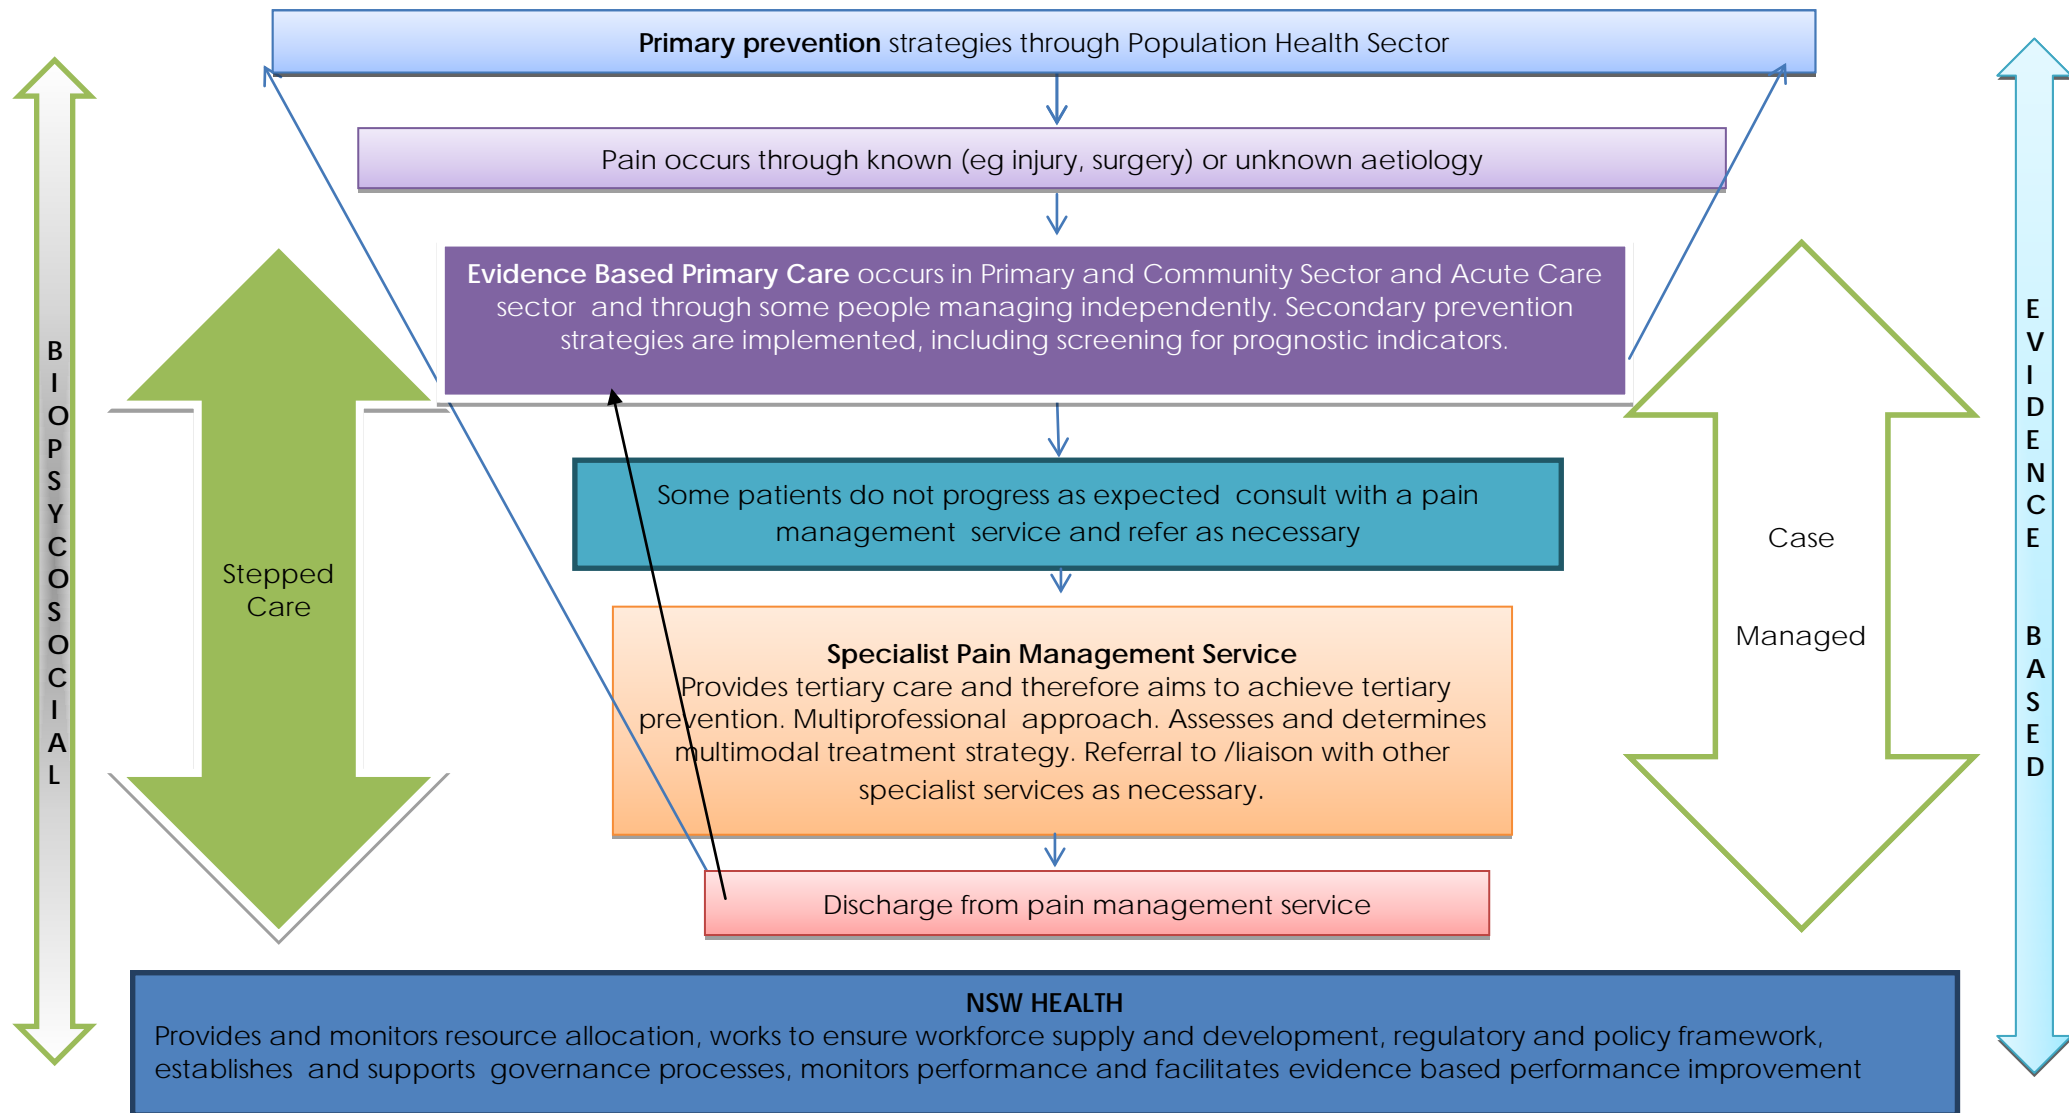 Primary prevention strategies through Population Health Sector
Pain occurs through known (eg injury, surgery) or unknown aetiology
Evidence Based Primary Care occurs in Primary and Community Sector and Acute Care
sector and through some people managing independently. Secondary prevention
strategies are implemented, including screening for prognostic indicators.
Some patients do not progress as expected consult with a pain
management service and refer as necessary
Specialist Pain Management Service
Provides tertiary care and therefore aims to achieve tertiary
prevention. Multiprofessional approach. Assesses and determines
multimodal treatment strategy. Referral to /liaison with other
specialist services as necessary.
Discharge from pain management service
NSW HEALTH
Provides and monitors resource allocation, works to ensure workforce supply and development, regulatory and policy framework,
establishes and supports governance processes, monitors performance and facilitates evidence based performance improvement
BIOPSYCOSOCIAL
Stepped
Care
Case
Managed
EVIDENCE BASED